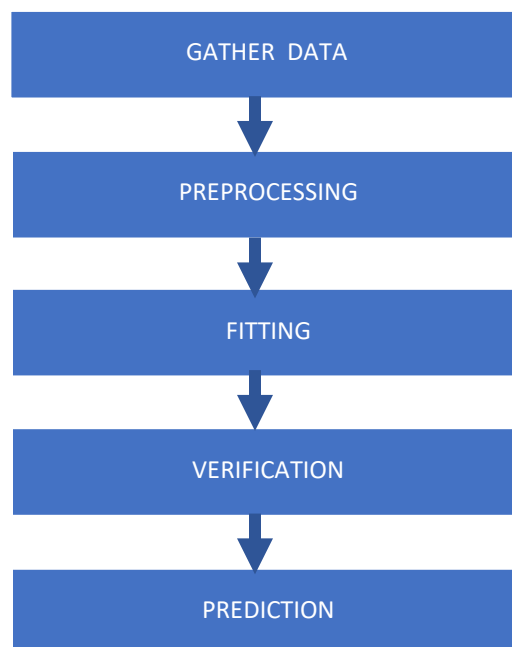 GATHER DATA
PREPROCESSING
FITTING
VERIFICATION
PREDICTION